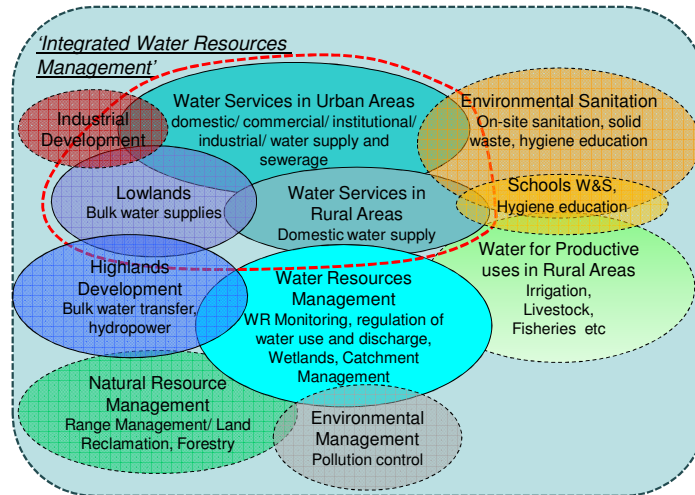 'Integrated Water Resources
Management'
Water Services in Urban Areas
domestic/ commercial/ institutional/
industrial/ water supply and
sewerage
Environmental Sanitation
On-site sanitation, solid
waste, hygiene education
Industrial
Development
Lowlands
Bulk water supplies
Water Services in
Rural Areas
Domestic water supply
Schools W&S,
Hygiene education
Water for Productive
uses in Rural Areas
Irrigation,
Livestock,
Fisheries etc
Highlands
Development
Bulk water transfer,
hydropower
Water Resources
Management
WR Monitoring, regulation of
water use and discharge,
Wetlands, Catchment
Management
Natural Resource
Management
Range Management/ Land
Reclamation, Forestry
Environmental
Management
Pollution control